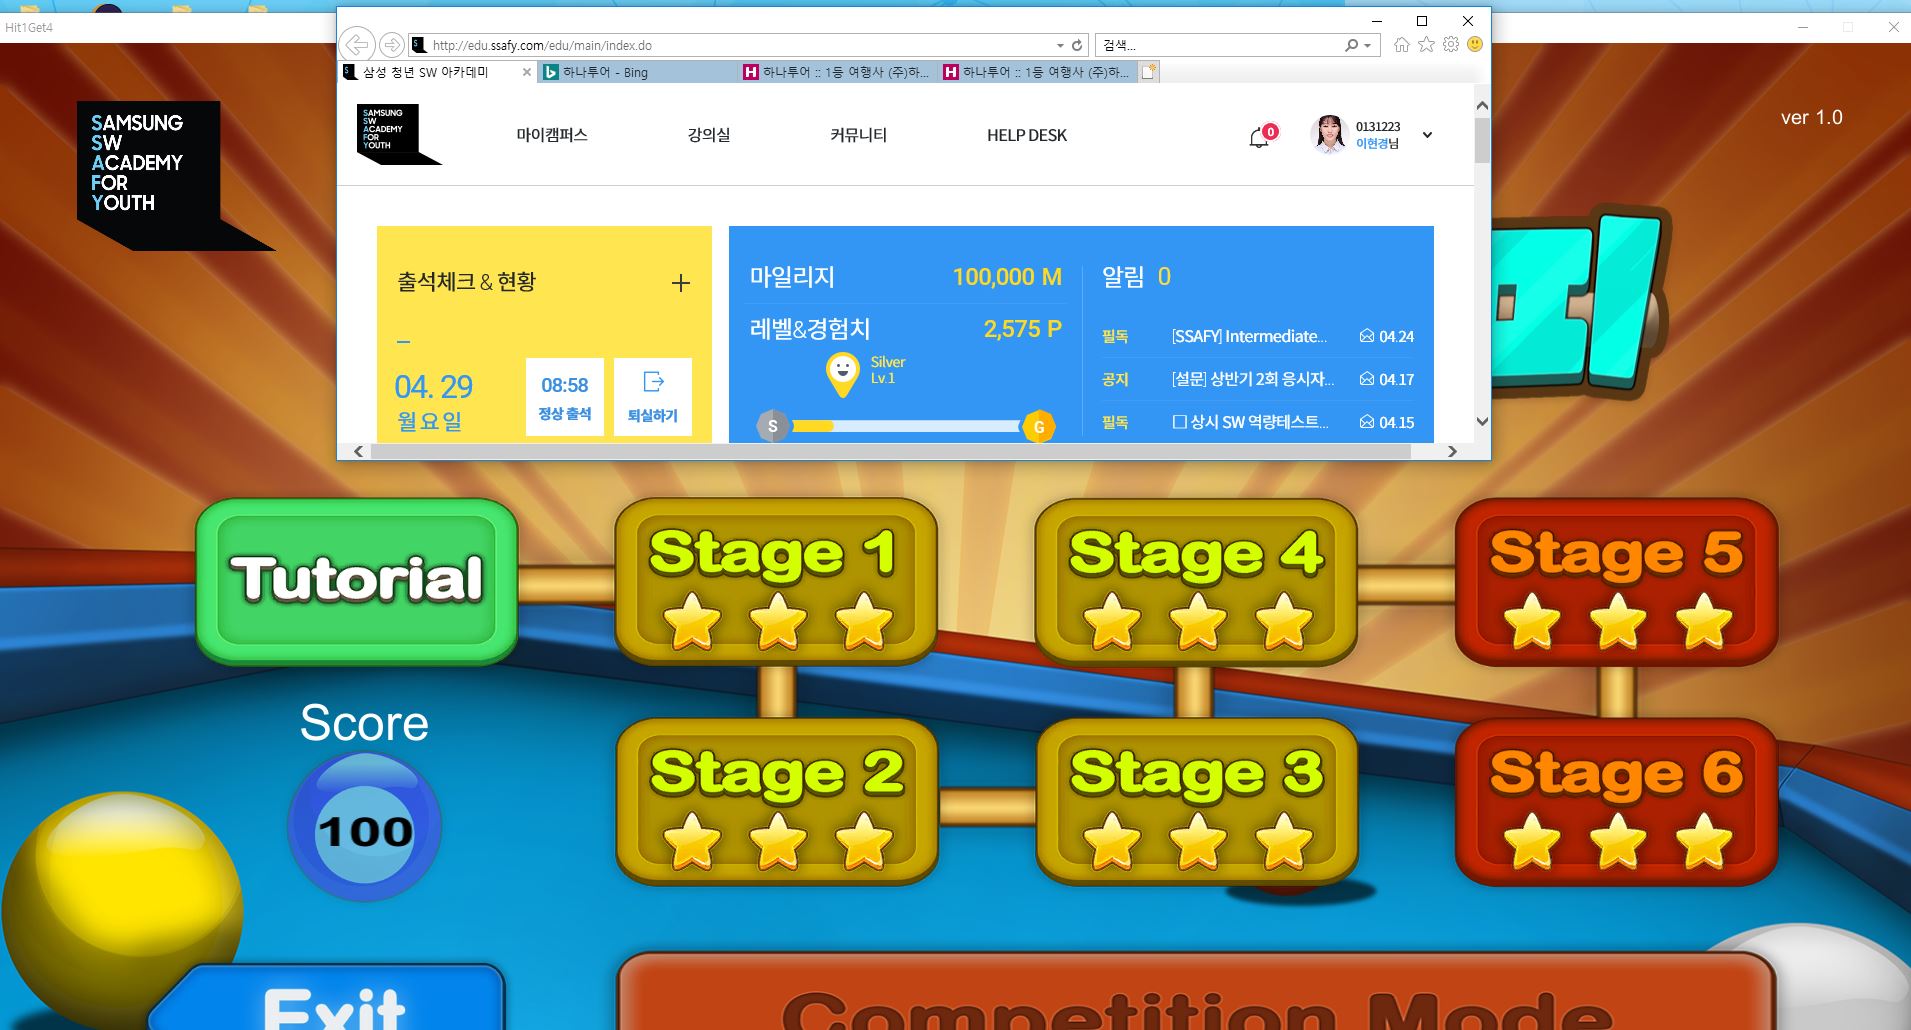 Hit1Get4
http://edu.ssafy.com/edu/main/index.do
검색...
삼성 청년 SW 아카데미
하나투어 - Bing
하나투어 :: 1등 여행사 (주)하...
하나투어 :: 1등 여행사 (주)하...
SAMSUNG
SW
ACADEMY
FOR
YOUTH
SAMSUNG
SW
ACADEMY
FOR
YOUTH
마이캠퍼스
강의실
커뮤니티
HELP DESK
0
0131223
이현경님
ver 1.0
출석체크 & 현황
04. 29
월요일
08:58
정상 출석
퇴실하기
마일리지 100,000 M
레벨&경험치 2,575 P
Silver
Lv.1
S
G
알림 0
필독 [SSAFY] Intermediate... 04.24
공지 [설문] 상반기 2회 응시자... 04.17
필독 □ 상시 SW 역량테스트... 04.15
Tutorial
Stage 1
Stage 4
Stage 5
Score
100
Stage 2
Stage 3
Stage 6
Exit
Competition Mode